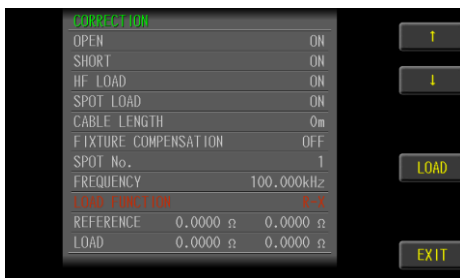 CORRECTION
OPEN ON
SHORT ON
HF LOAD ON
SPOT LOAD ON
CABLE LENGTH 0m
FIXTURE COMPENSATION OFF
SPOT No. 1
FREQUENCY 100.000kHz
LOAD FUNCTION R-X
REFERENCE 0.0000 Ω 0.0000 Ω
LOAD 0.0000 Ω 0.0000 Ω
↑
↓
LOAD
EXIT